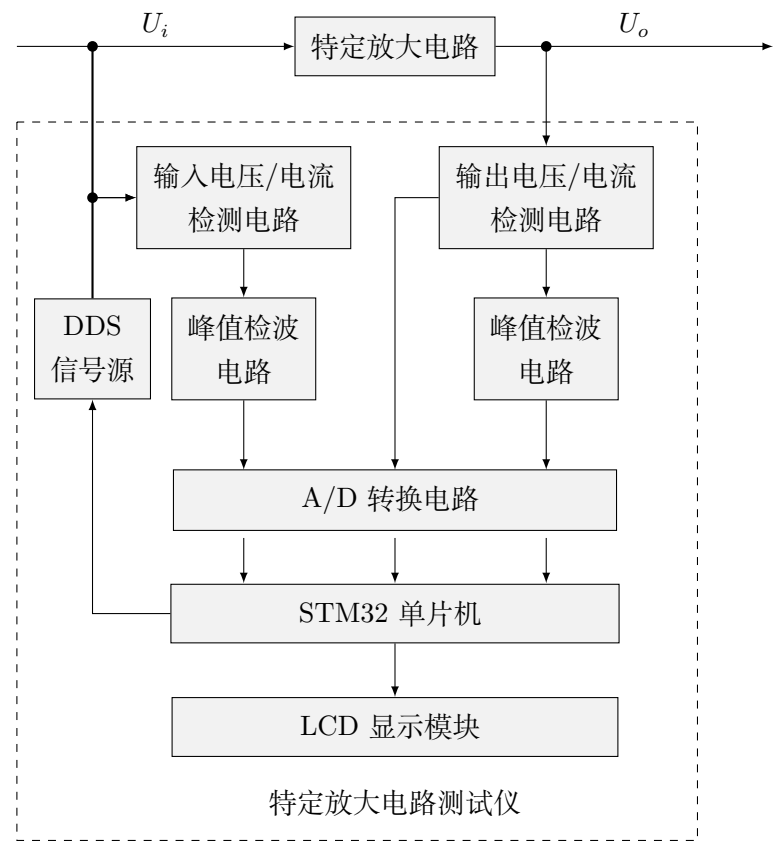 U_i
特定放大电路
U_o
输入电压/电流
检测电路
输出电压/电流
检测电路
DDS
信号源
峰值检波
电路
峰值检波
电路
A/D 转换电路
STM32 单片机
LCD 显示模块
特定放大电路测试仪